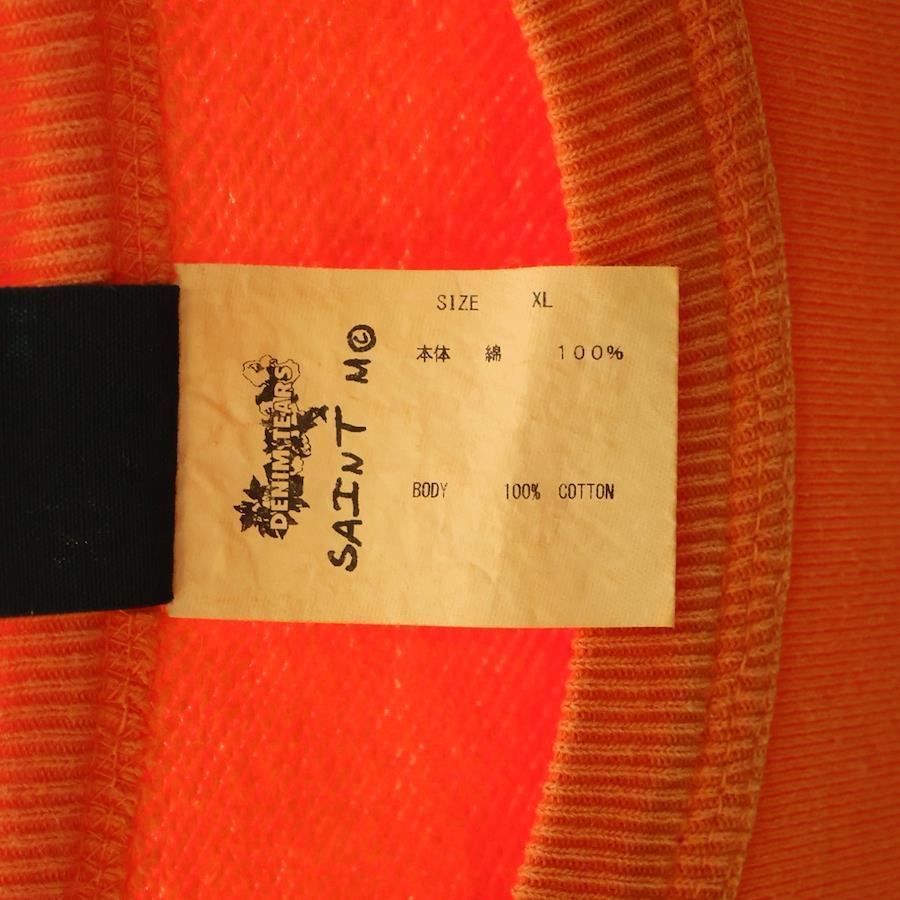 DENIM TEARS
SAINT M©
SIZE XL
本体 綿 100%
BODY 100% COTTON